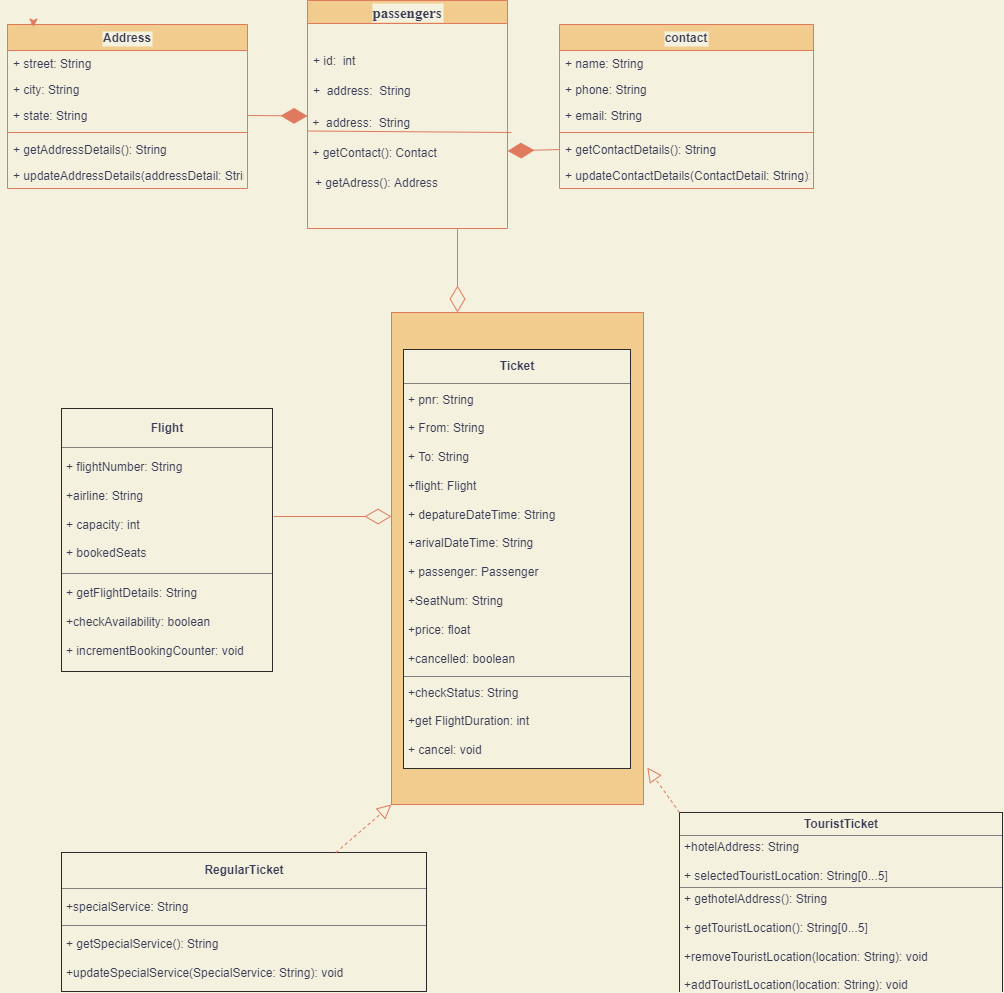 Address
+ street: String
+ city: String
+ state: String
+ getAddressDetails(): String
+ updateAddressDetails(addressDetail: Stri
passengers
+ id: int
+ address: String
+ address: String
+ getContact(): Contact
+ getAdress(): Address
contact
+ name: String
+ phone: String
+ email: String
+ getContactDetails(): String
+ updateContactDetails(ContactDetail: String):
Flight
+ flightNumber: String
+airline: String
+ capacity: int
+ bookedSeats
+ getFlightDetails: String
+checkAvailability: boolean
+ incrementBookingCounter: void
Ticket
+ pnr: String
+ From: String
+ To: String
+flight: Flight
+ depatureDateTime: String
+arivalDateTime: String
+ passenger: Passenger
+SeatNum: String
+price: float
+cancelled: boolean
+checkStatus: String
+get FlightDuration: int
+ cancel: void
RegularTicket
+specialService: String
+ getSpecialService(): String
+updateSpecialService(SpecialService: String): void
TouristTicket
+hotelAddress: String
+ selectedTouristLocation: String[0...5]
+ gethotelAddress(): String
+ getTouristLocation(): String[0...5]
+removeTouristLocation(location: String): void
+addTouristLocation(location: String): void